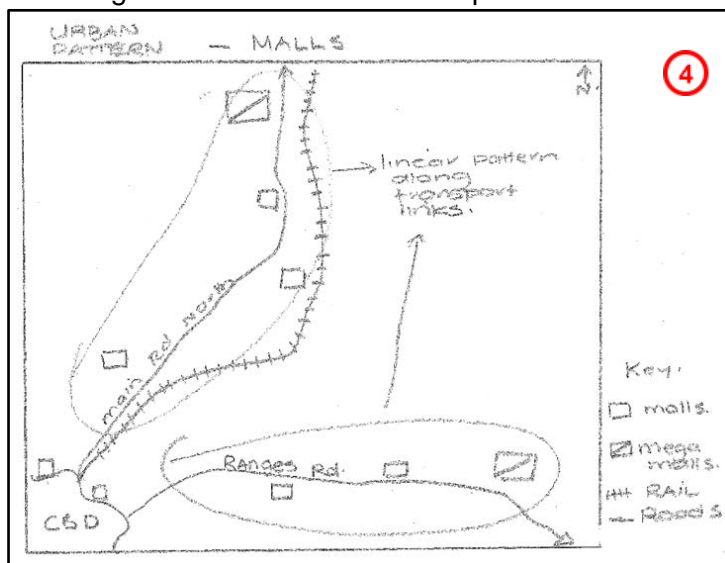 URBAN
PATTERN – MALLS
4
N.
linear pattern
along
transport
links.
Main Rd North
Ranges Rd.
CBD
Key.
malls.
mega
malls.
RAIL
Roads